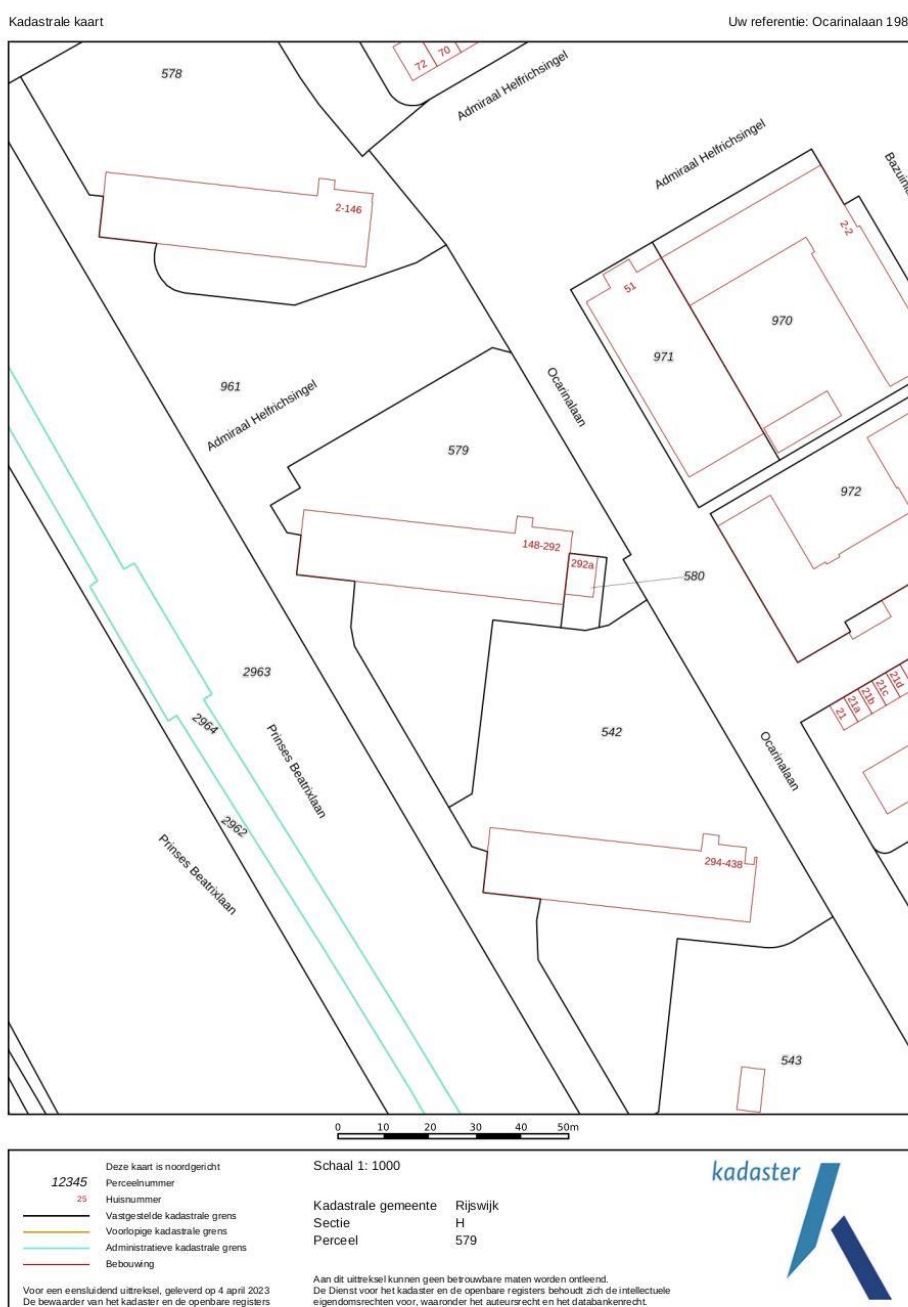 Kadastrale kaart
Uw referentie: Ocarinalaan 198
578
72
70
Admiraal Helfrichsingel
Admiraal Helfrichsingel
2-146
2-2
51
970
971
961
Admiraal Helfrichsingel
Ocarinalaan
579
972
148-292
292a
580
2963
21
21a
21b
21c
21d
2964
Prinses Beatrixlaan
542
Ocarinalaan
2962
Prinses Beatrixlaan
294-438
543
0 10 20 30 40 50m
Deze kaart is noordgericht
12345 Perceelnummer
25 Huisnummer
Vastgestelde kadastrale grens
Voorlopige kadastrale grens
Administratieve kadastrale grens
Bebouwing
Voor een eensluidend uittreksel, geleverd op 4 april 2023
De bewaarder van het kadaster en de openbare registers
Schaal 1: 1000
Kadastrale gemeente Rijswijk
Sectie H
Perceel 579
Aan dit uittreksel kunnen geen betrouwbare maten worden ontleend.
De Dienst voor het kadaster en de openbare registers behoudt zich de intellectuele
eigendomsrechten voor, waaronder het auteursrecht en het databankenrecht.
kadaster